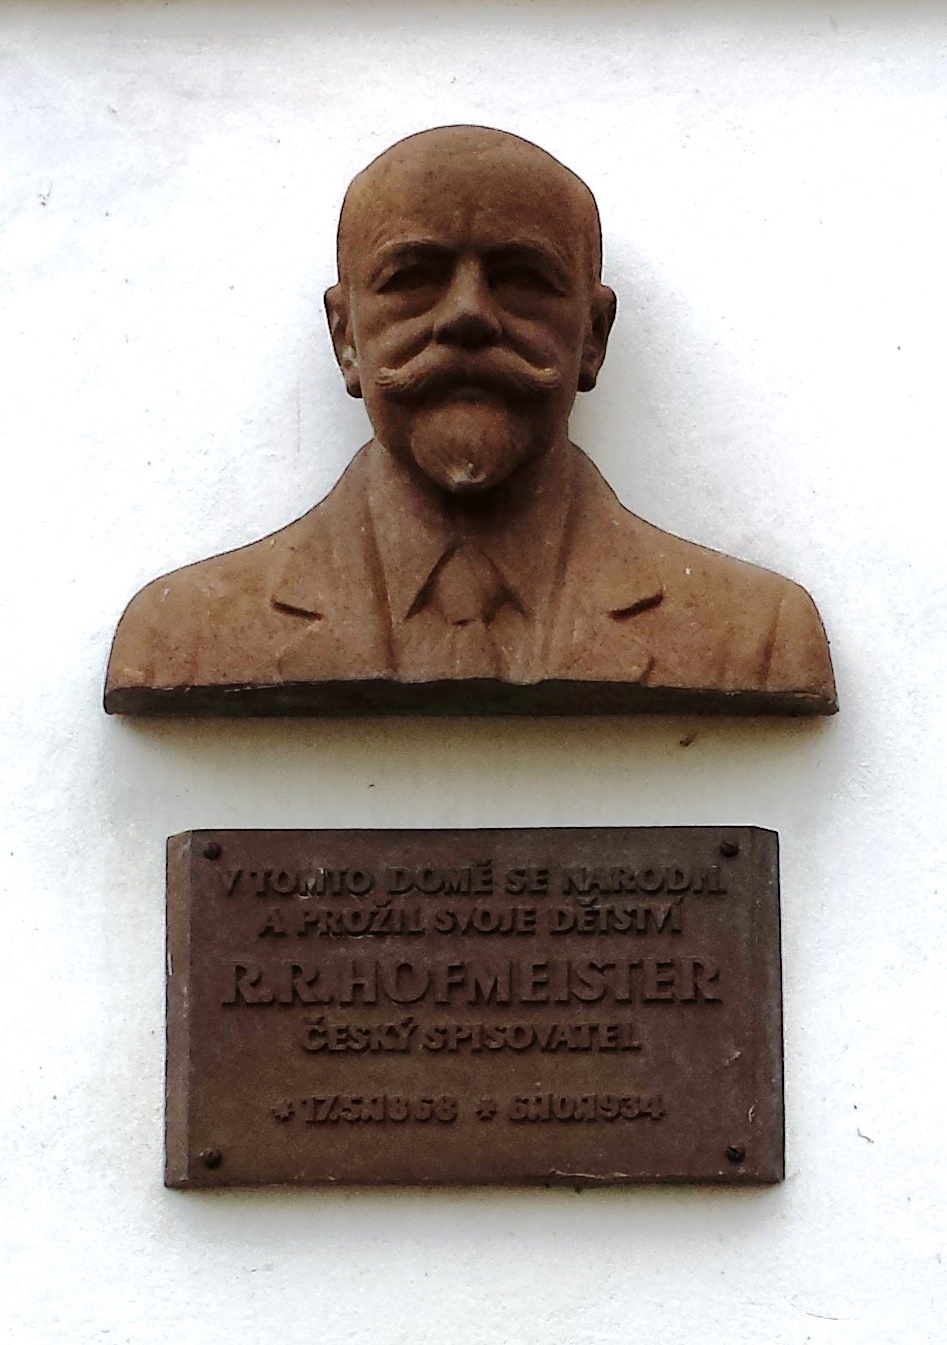 V TOMTO DOMĚ SE NARODIL
A PROŽIL SVOJE DĚTSTVÍ
R.R.HOFMEISTER
ČESKÝ SPISOVATEL
* 17.5.1868 * 6.10.1934